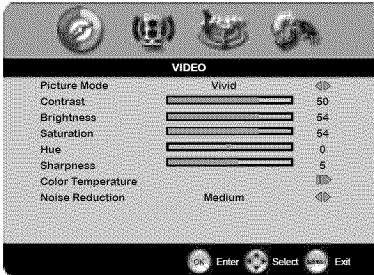 VIDEO
Picture Mode Vivid
Contrast 50
Brightness 54
Saturation 54
Hue 0
Sharpness 5
Color Temperature
Noise Reduction Medium
OK Enter Select Exit